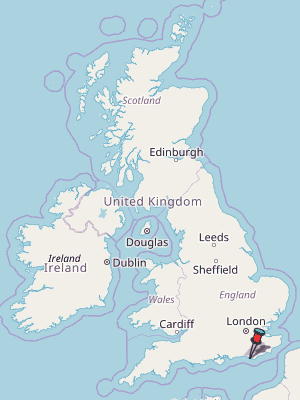 Scotland
Edinburgh
United Kingdom
Douglas
Leeds
Ireland
Ireland
Dublin
Sheffield
Wales
England
Cardiff
London